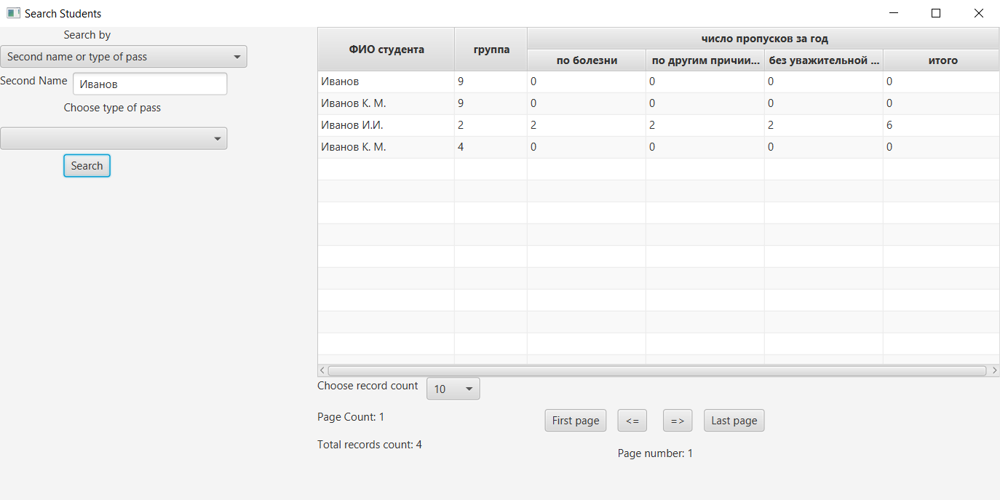 Search Students
Search by
Second name or type of pass
Second Name Иванов
Choose type of pass
Search
ФИО студента группа число пропусков за год
по болезни по другим причии... без уважительной ... итого
Иванов 9 0 0 0 0
Иванов К. М. 9 0 0 0 0
Иванов И.И. 2 2 2 2 6
Иванов К. М. 4 0 0 0 0
Choose record count 10
Page Count: 1 First page <= => Last page
Total records count: 4
Page number: 1